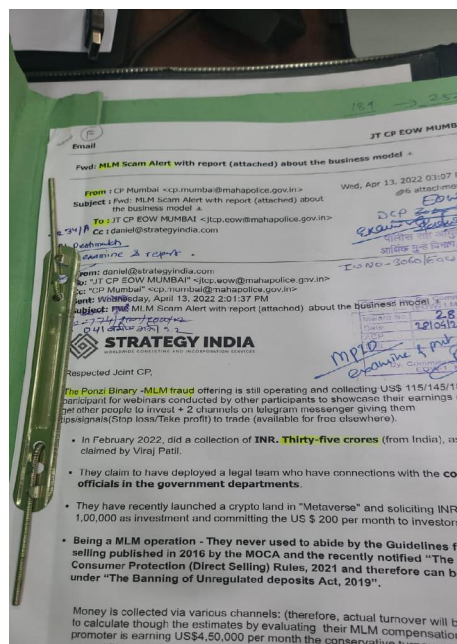 181 → 252
F
JT CP EOW MUMB
Email
Fwd: MLM Scam Alert with report (attached) about the business model
Wed, Apr 13, 2022 03:07 P
From : CP Mumbai <cp.mumbai@mahapolice.gov.in>
6 attachme
Subject : Fwd: MLM Scam Alert with report (attached) about
the business model
EOW
To : JT CP EOW MUMBAI <jtcp.eow@mahapolice.gov.in>
DCP
Cc : daniel@strategyindia.com
examine & report.
From: daniel@strategyindia.com
To: "JT CP EOW MUMBAI" <jtcp.eow@mahapolice.gov.in>
Cc: "CP Mumbai" <cp.mumbai@mahapolice.gov.in>
Sent: Wednesday, April 13, 2022 2:01:37 PM
Subject: MLM Scam Alert with report (attached) about the business model
2.8
STRATEGY INDIA
WORLDWIDE CONSULTING AND INCORPORATION SERVICES
MPID
examine & put
Respected Joint CP,
The Ponzi Binary -MLM fraud offering is still operating and collecting US$ 115/145/1
participant for webinars conducted by other participants to showcase their earnings
get other people to invest + 2 channels on telegram messenger giving them
tips/signals(Stop loss/Take profit) to trade (available for free elsewhere).
• In February 2022, did a collection of INR. Thirty-five crores (from India), as
claimed by Viraj Patil.
• They claim to have deployed a legal team who have connections with the co
officials in the government departments.
• They have recently launched a crypto land in "Metaverse" and soliciting INR
1,00,000 as investment and committing the US $ 200 per month to investors
• Being a MLM operation - They never used to abide by the Guidelines f
selling published in 2016 by the MOCA and the recently notified "The
Consumer Protection (Direct Selling) Rules, 2021 and therefore can b
under "The Banning of Unregulated deposits Act, 2019".
Money is collected via various channels: (therefore, actual turnover will b
to calculate though the estimates by evaluating their MLM compensation
promoter is earning US$4,50,000 per month the conservative